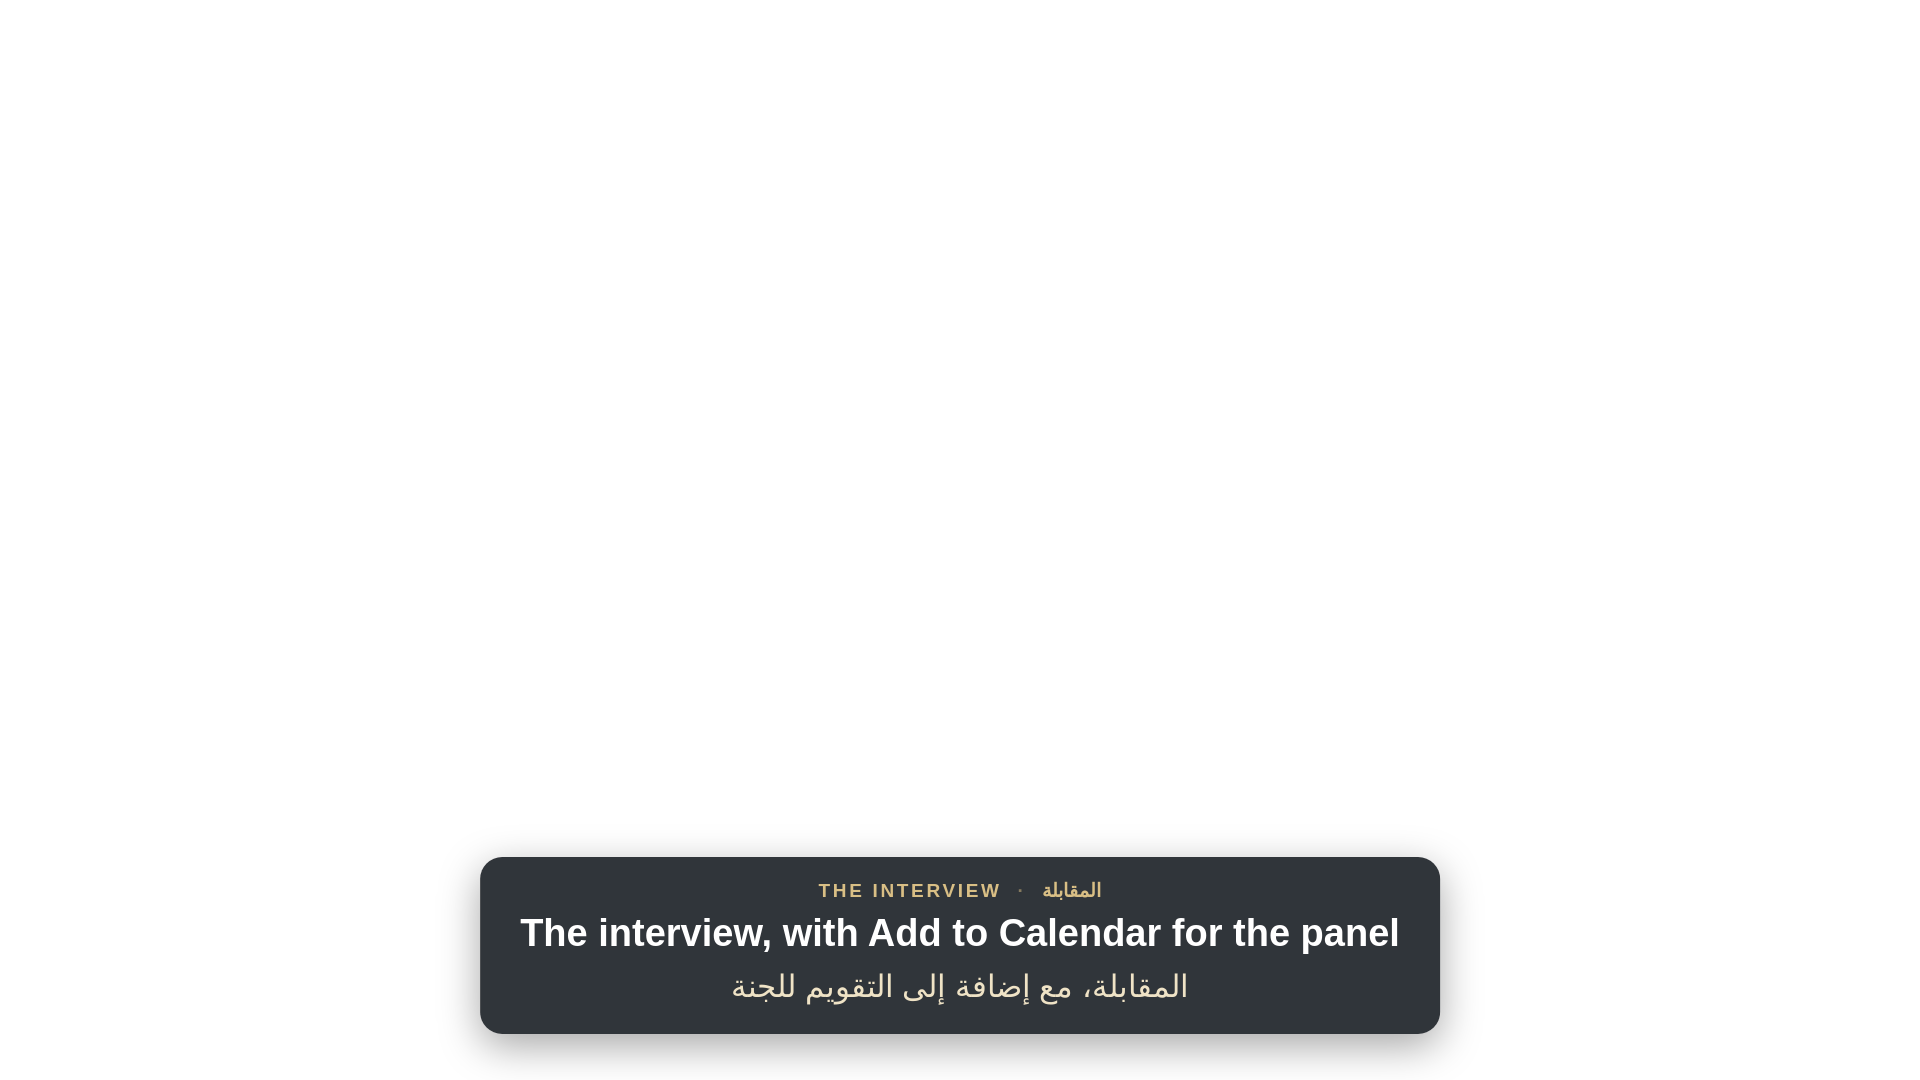 THE INTERVIEW · المقابلة
The interview, with Add to Calendar for the panel
المقابلة، مع إضافة إلى التقويم للجنة